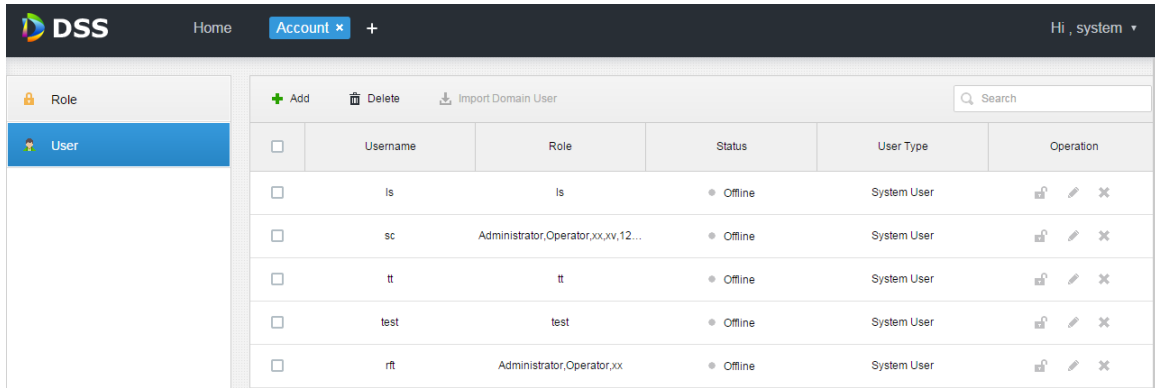 DSS Home Account × + Hi , system ▾
Role
User
Add Delete Import Domain User Search
Username Role Status User Type Operation
ls ls Offline System User
sc Administrator,Operator,xx,xv,12... Offline System User
tt tt Offline System User
test test Offline System User
rft Administrator,Operator,xx Offline System User